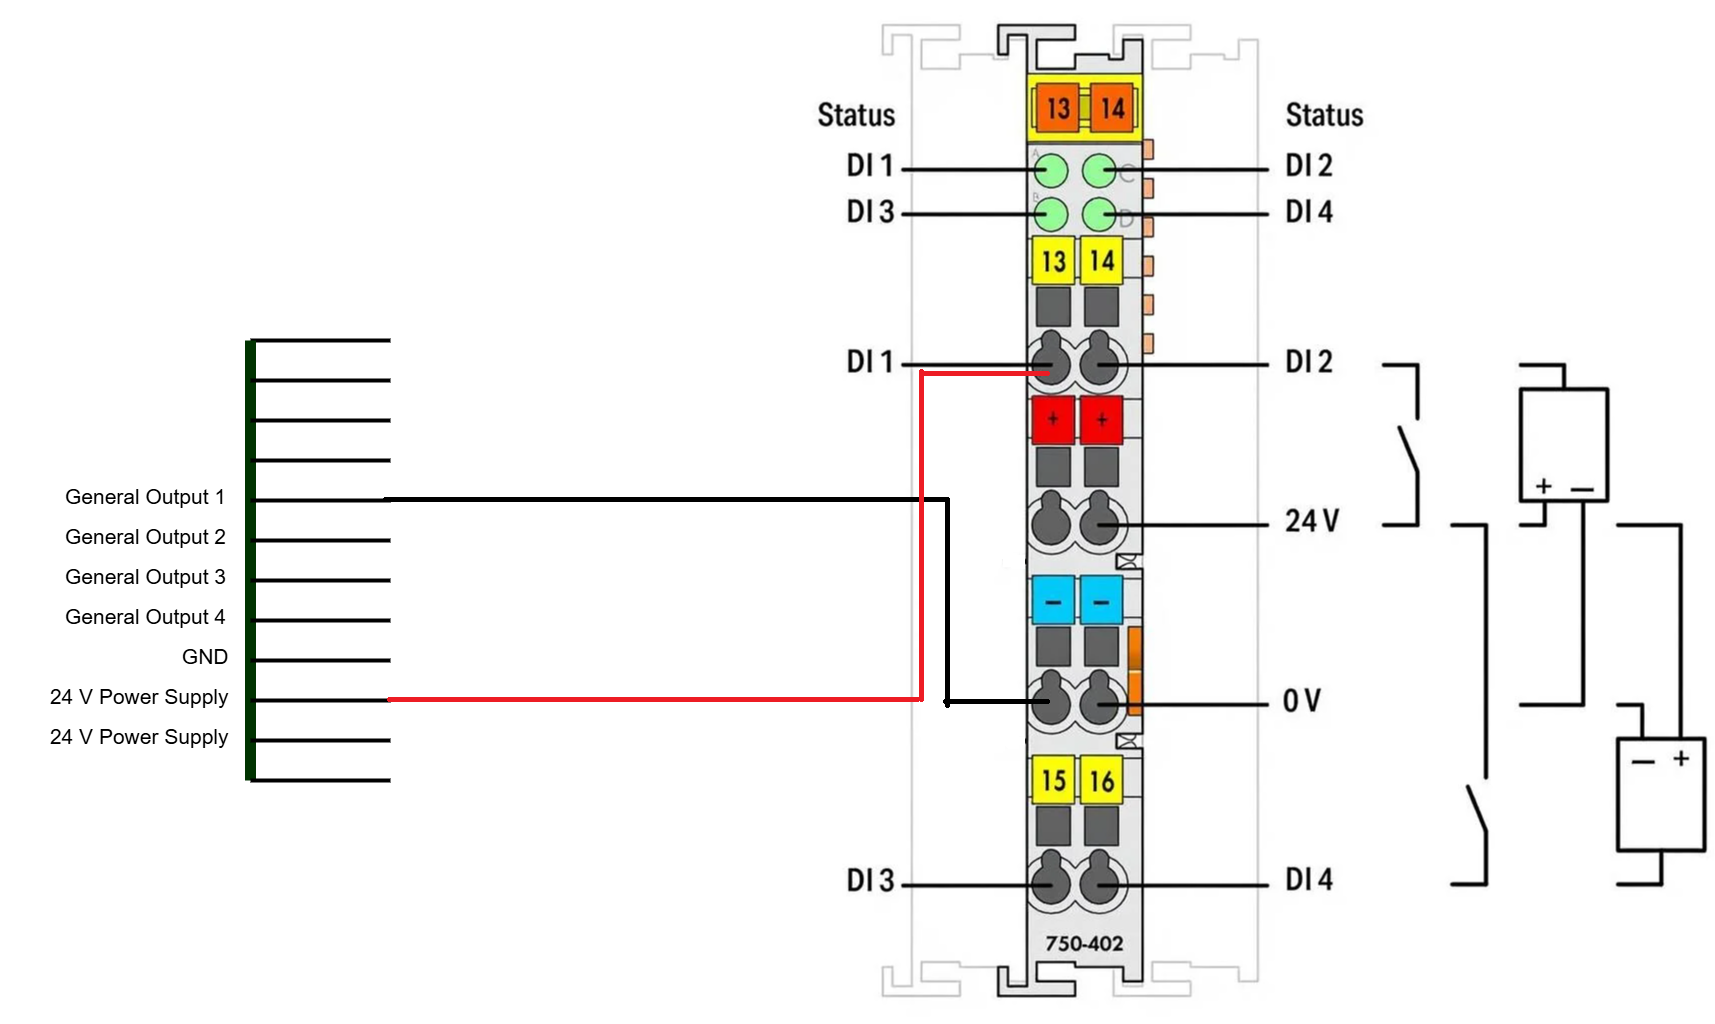 13 14
Status
Status
DI 1
A
C
DI 2
DI 3
B
D
DI 4
13 14
DI 1
DI 2
+ +
+ −
General Output 1
24 V
General Output 2
General Output 3
− −
General Output 4
GND
24 V Power Supply
0 V
24 V Power Supply
− +
15 16
DI 3
DI 4
750-402